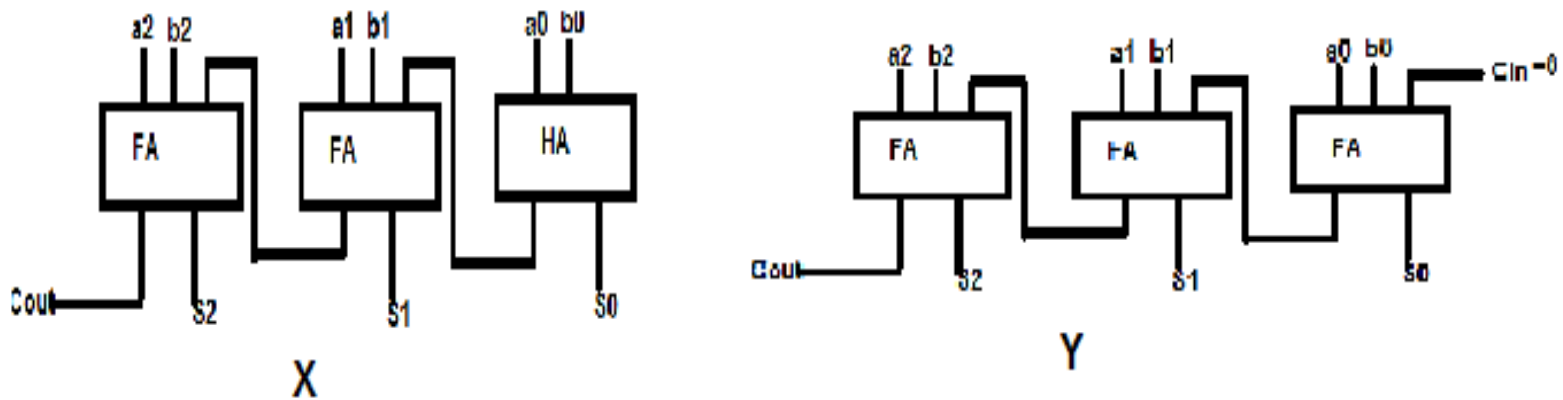 a2 b2 a1 b1 a0 b0
FA FA HA
Cout S2 S1 S0
X
a2 b2 a1 b1 a0 b0 Cin=0
FA FA FA
Cout S2 S1 S0
Y